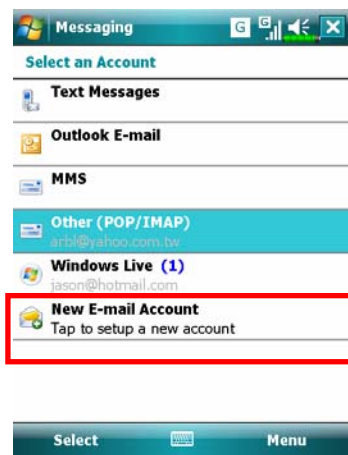 Messaging
G G
Select an Account
Text Messages
Outlook E-mail
MMS
Other (POP/IMAP)
arbl@yahoo.com.tw
Windows Live (1)
jason@hotmail.com
New E-mail Account
Tap to setup a new account
Select Menu